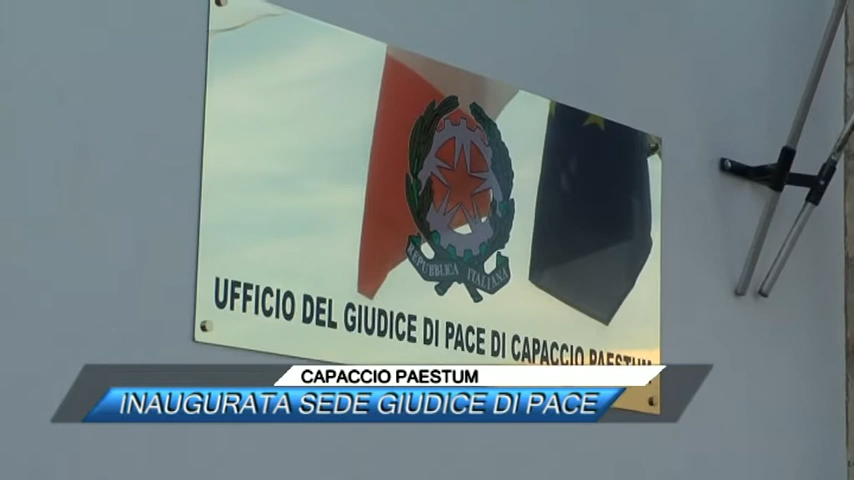 REPUBBLICA ITALIANA
UFFICIO DEL GIUDICE DI PACE DI CAPACCIO PAESTUM
CAPACCIO PAESTUM
INAUGURATA SEDE GIUDICE DI PACE